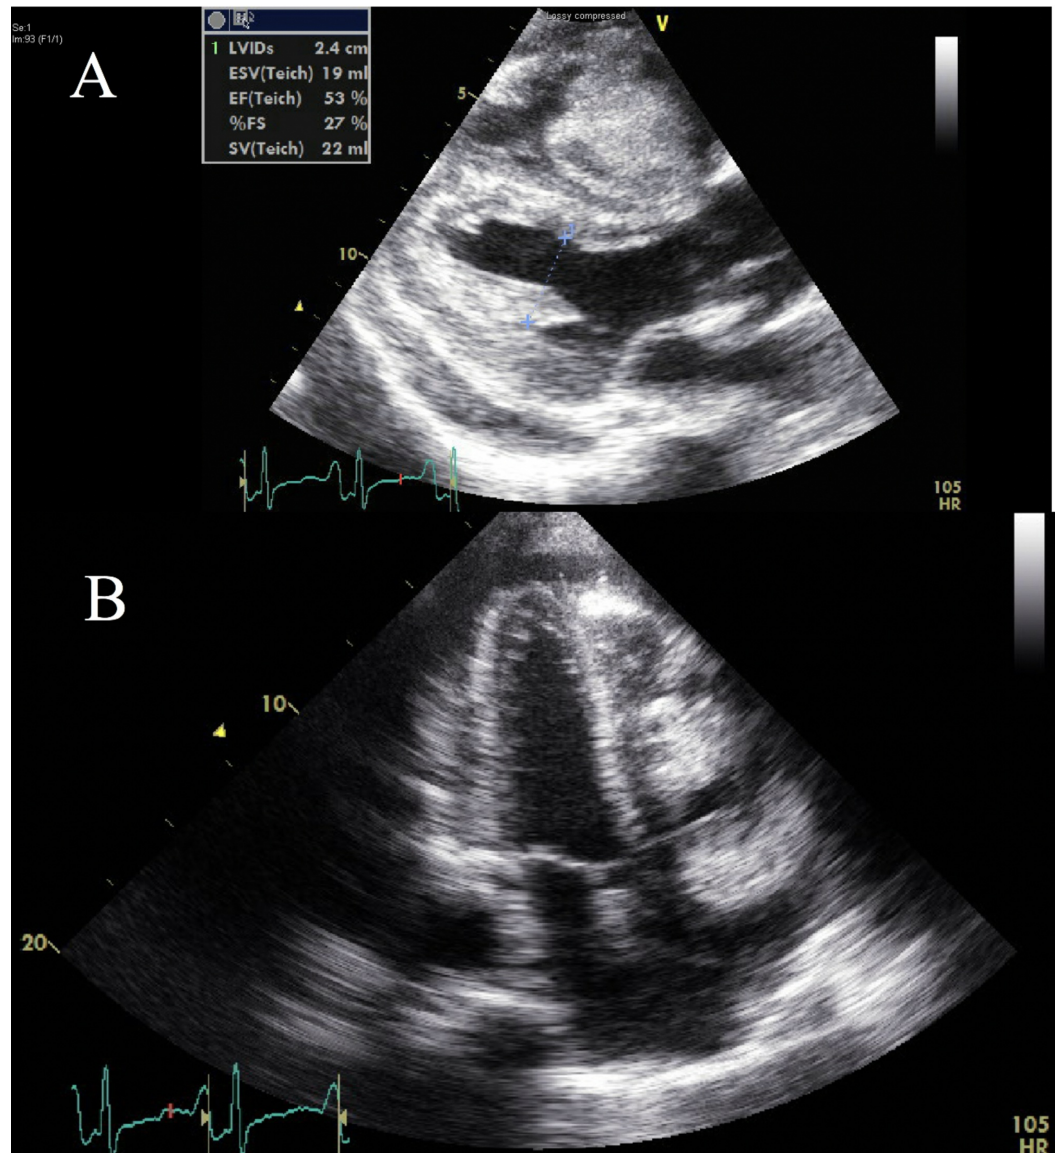 Se:1
Im:93 (F1/1)
Lossy compressed
V
A
1 LVIDs 2.4 cm
ESV(Teich) 19 ml
EF(Teich) 53 %
%FS 27 %
SV(Teich) 22 ml
5
1
10
105
HR
B
10
20
105
HR